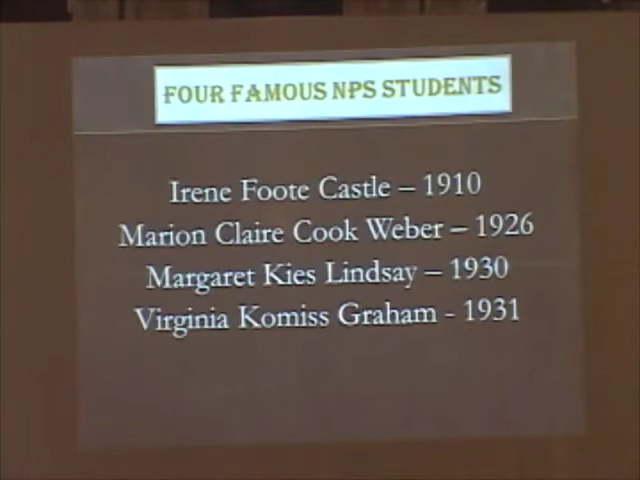 FOUR FAMOUS NPS STUDENTS
Irene Foote Castle – 1910
Marion Claire Cook Weber – 1926
Margaret Kies Lindsay – 1930
Virginia Komiss Graham - 1931